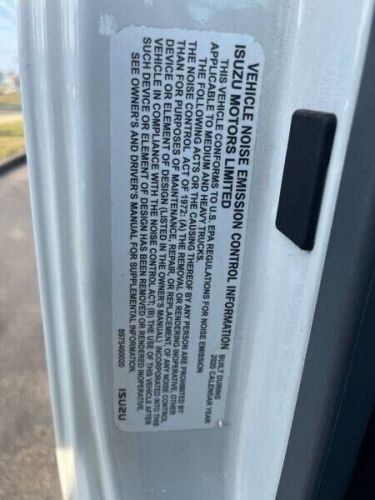 VEHICLE NOISE EMISSION CONTROL INFORMATION
ISUZU MOTORS LIMITED
BUILT DURING
2020 CALENDAR YEAR
THIS VEHICLE CONFORMS TO U.S. EPA REGULATIONS FOR NOISE EMISSION
APPLICABLE TO MEDIUM AND HEAVY TRUCKS.
THE FOLLOWING ACTS OR THE CAUSING THEREOF BY ANY PERSON ARE PROHIBITED BY
THE NOISE CONTROL ACT OF 1972: (A) THE REMOVAL OR RENDERING INOPERATIVE, OTHER
THAN FOR PURPOSES OF MAINTENANCE, REPAIR, OR REPLACEMENT, OF ANY NOISE CONTROL
DEVICE OR ELEMENT OF DESIGN (LISTED IN THE OWNER'S MANUAL) INCORPORATED INTO THIS
VEHICLE IN COMPLIANCE WITH THE NOISE CONTROL ACT; (B) THE USE OF THIS VEHICLE AFTER
SUCH DEVICE OR ELEMENT OF DESIGN HAS BEEN REMOVED OR RENDERED INOPERATIVE.
SEE OWNER'S AND DRIVER'S MANUAL FOR SUPPLEMENTAL INFORMATION.
8975460020
ISUZU